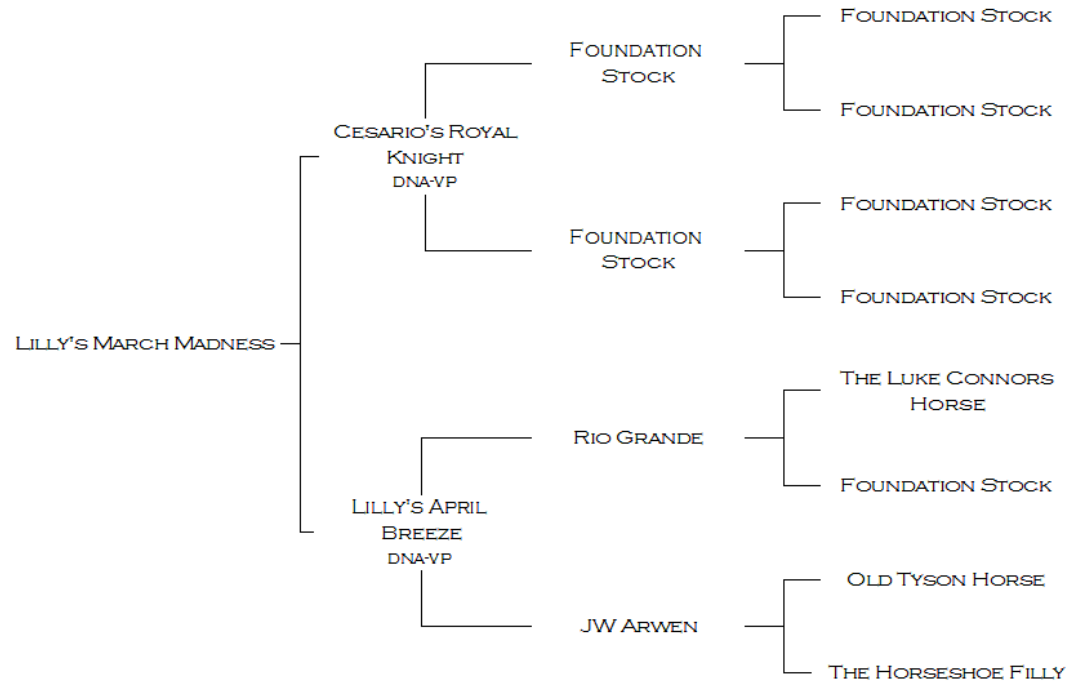 Foundation Stock
Foundation
Stock
Foundation Stock
Cesario's Royal
Knight
DNA-VP
Foundation Stock
Foundation
Stock
Foundation Stock
Lilly's March Madness
The Luke Connors
Horse
Rio Grande
Foundation Stock
Lilly's April
Breeze
DNA-VP
Old Tyson Horse
JW Arwen
The Horseshoe Filly